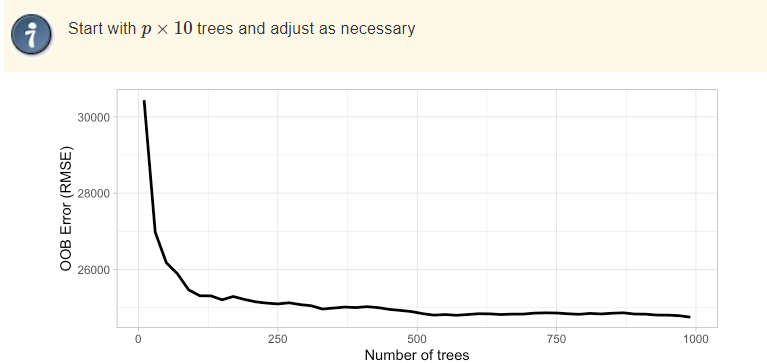 Start with p × 10 trees and adjust as necessary
30000
28000
26000
OOB Error (RMSE)
0 250 500 750 1000
Number of trees